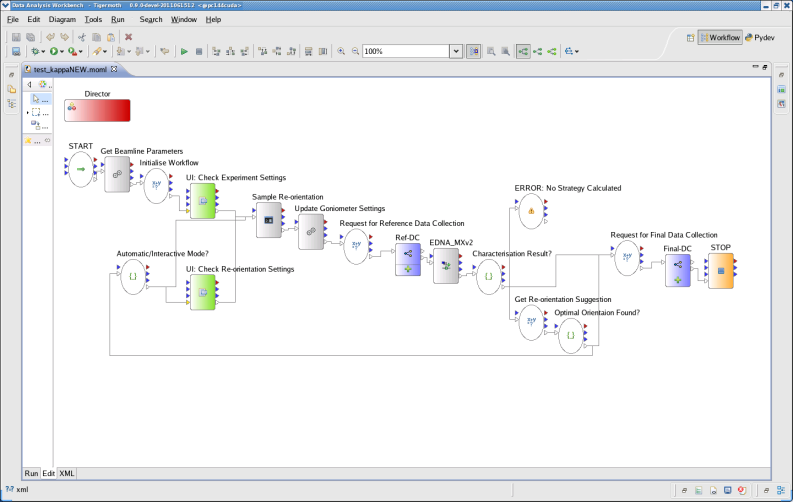 Data Analysis Workbench - Tigermoth
File Edit Diagram Tools Run Search Window Help
100%
Workflow Pydev
test_kappaNEW.moml
Director
START
Get Beamline Parameters
Initialise Workflow
UI: Check Experiment Settings
Sample Re-orientation
Update Goniometer Settings
Request for Reference Data Collection
Ref-DC
EDNA_MXv2
Characterisation Result?
ERROR: No Strategy Calculated
Request for Final Data Collection
Final-DC
STOP
Automatic/Interactive Mode?
UI: Check Re-orientation Settings
Get Re-orientation Suggestion
Optimal Orientaion Found?
Run Edit XML
xml